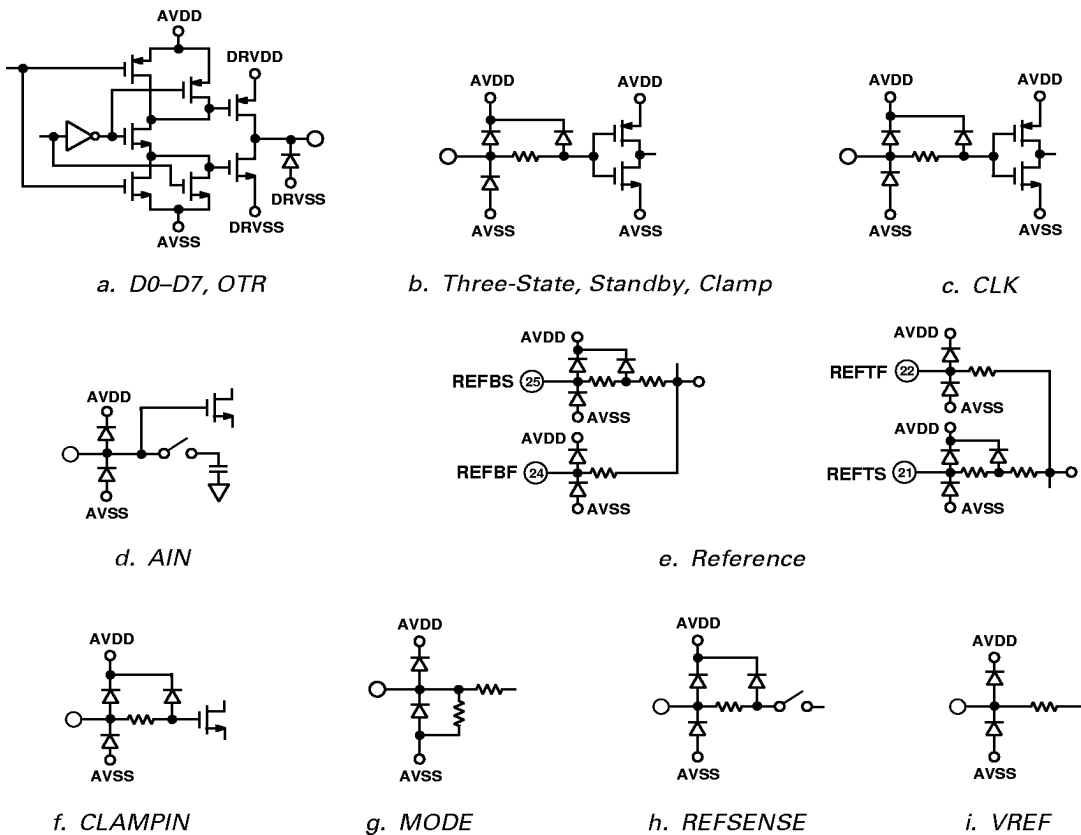 AVDD
DRVDD
DRVSS
AVSS
DRVSS
a. D0–D7, OTR
AVDD
AVDD
AVSS
AVSS
b. Three-State, Standby, Clamp
AVDD
AVDD
AVSS
AVSS
c. CLK
AVDD
AVSS
d. AIN
AVDD
REFBS 25
AVSS
AVDD
REFBF 24
AVSS
AVDD
REFTF 22
AVSS
AVDD
REFTS 21
AVSS
e. Reference
AVDD
AVSS
f. CLAMPIN
AVDD
AVSS
g. MODE
AVDD
AVSS
h. REFSENSE
AVDD
AVSS
i. VREF